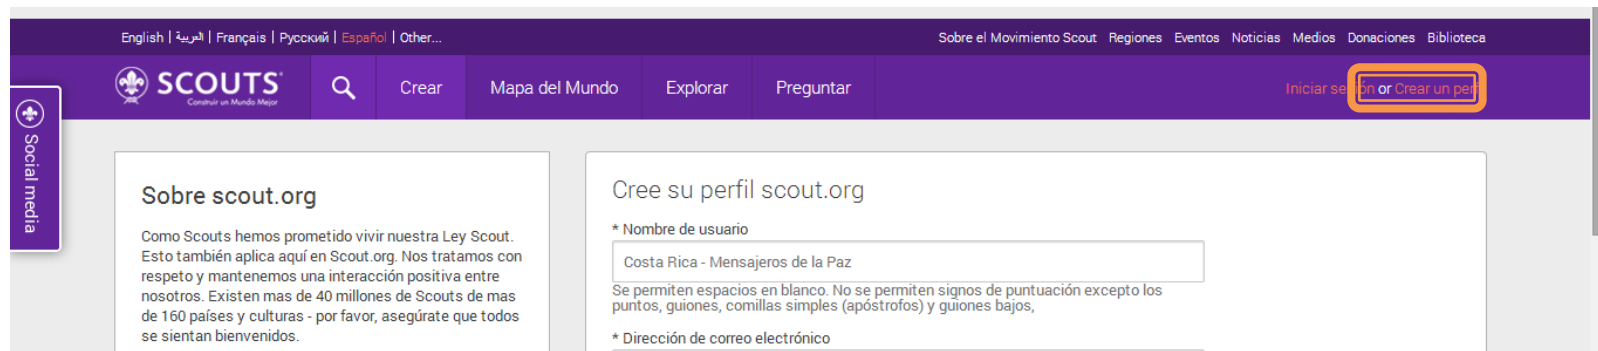 English | العربية | Français | Русский | Español | Other...
Sobre el Movimiento Scout Regiones Eventos Noticias Medios Donaciones Biblioteca
SCOUTS
Construir un Mundo Mejor
Crear Mapa del Mundo Explorar Preguntar
Iniciar sesión or Crear un perfil
Social media
Sobre scout.org
Como Scouts hemos prometido vivir nuestra Ley Scout.
Esto también aplica aquí en Scout.org. Nos tratamos con
respeto y mantenemos una interacción positiva entre
nosotros. Existen mas de 40 millones de Scouts de mas
de 160 países y culturas - por favor, asegúrate que todos
se sientan bienvenidos.
Cree su perfil scout.org
* Nombre de usuario
Costa Rica - Mensajeros de la Paz
Se permiten espacios en blanco. No se permiten signos de puntuación excepto los
puntos, guiones, comillas simples (apóstrofos) y guiones bajos,
* Dirección de correo electrónico